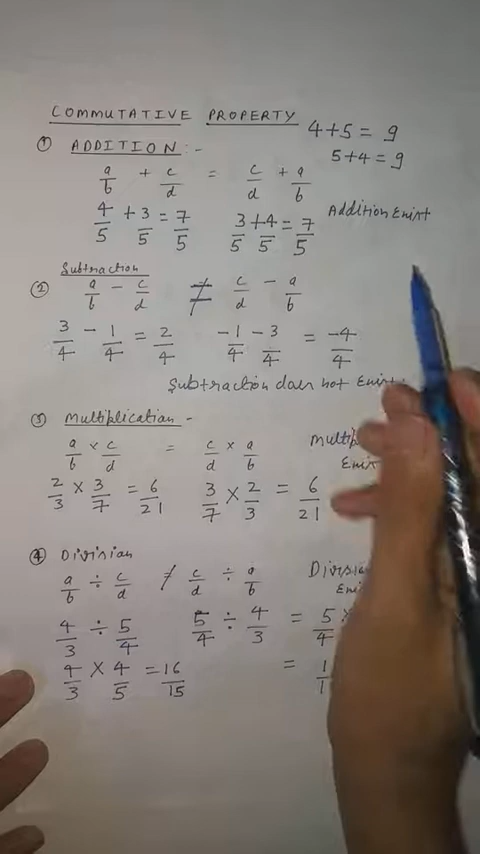 COMMUTATIVE PROPERTY
4+5 = 9
5+4 = 9
① ADDITION :-
a/b + c/d = c/d + a/b
4/5 + 3/5 = 7/5 3/5 + 4/5 = 7/5 Addition Exist
② Subtraction
a/b - c/d ≠ c/d - a/b
3/4 - 1/4 = 2/4 -1/4 - 3/4 = -4/4
Subtraction does not Exist
③ Multiplication -
a/b × c/d = c/d × a/b
2/3 × 3/7 = 6/21 3/7 × 2/3 = 6/21
④ Division
a/b ÷ c/d ≠ c/d ÷ a/b
4/3 ÷ 5/4 5/4 ÷ 4/3 = 5/4
4/3 × 4/5 = 16/15 =